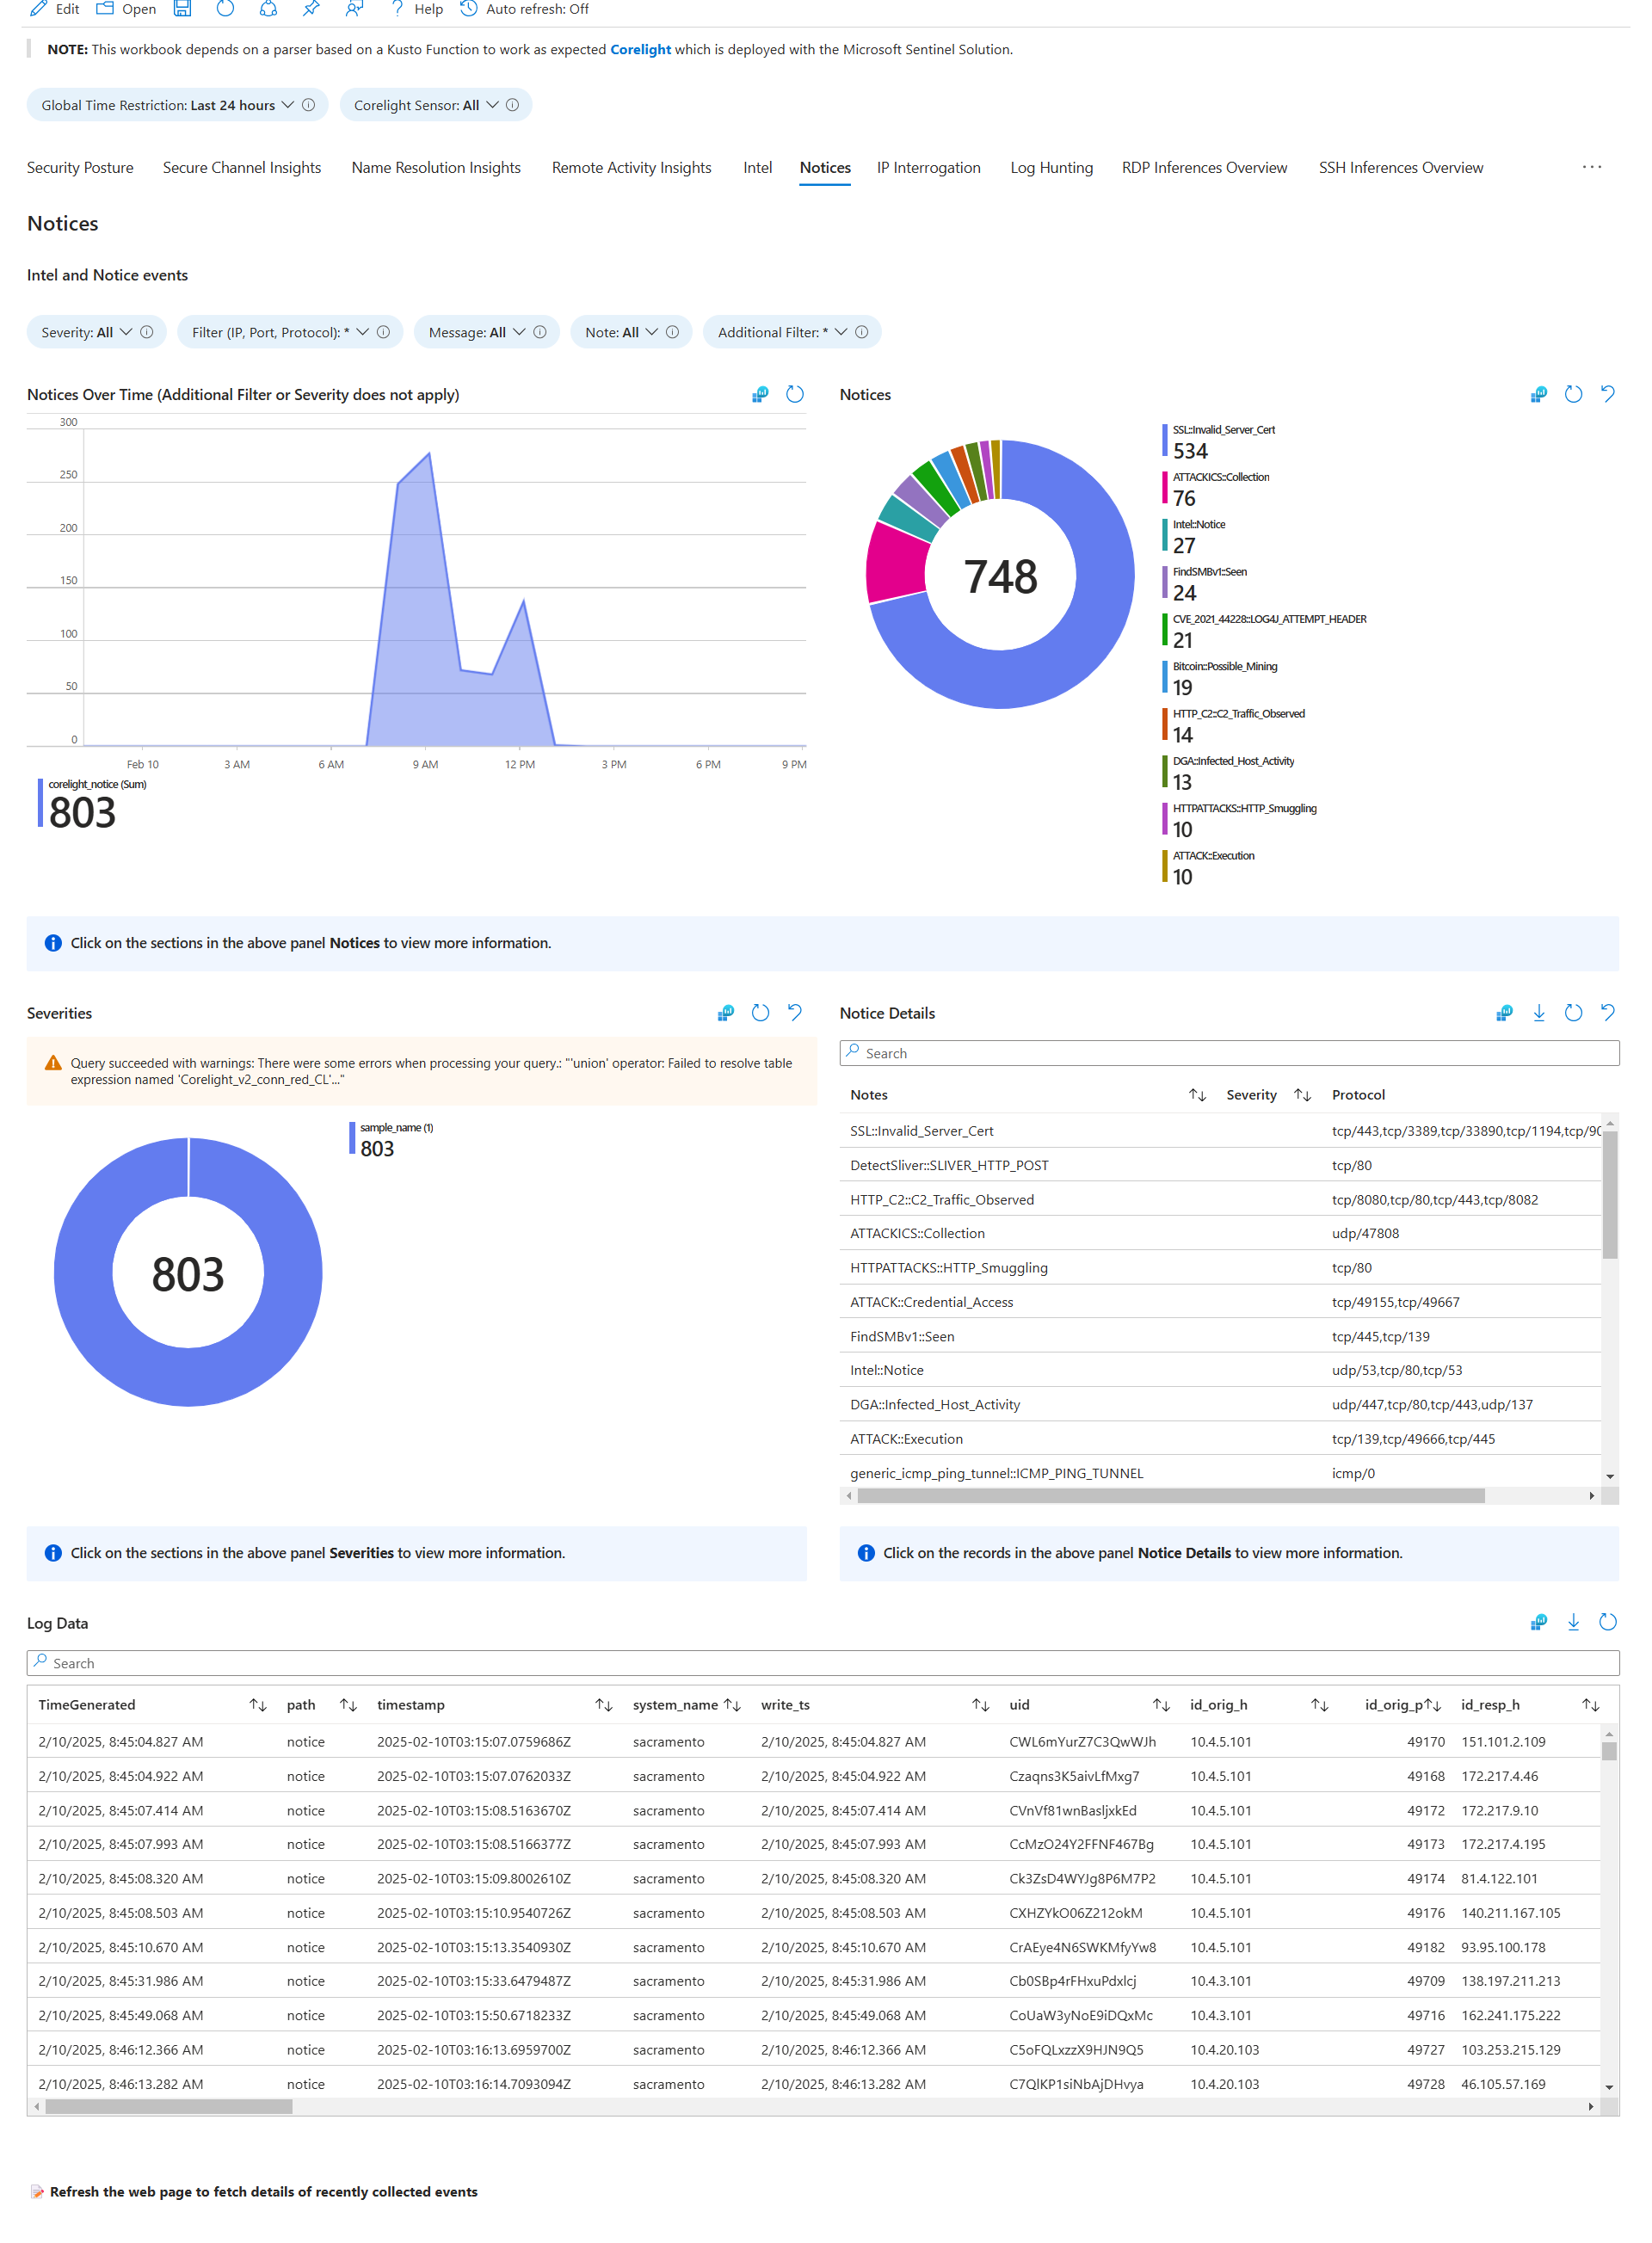 Edit Open Help Auto refresh: Off
NOTE: This workbook depends on a parser based on a Kusto Function to work as expected Corelight which is deployed with the Microsoft Sentinel Solution.
Global Time Restriction: Last 24 hours Corelight Sensor: All
Security Posture Secure Channel Insights Name Resolution Insights Remote Activity Insights Intel Notices IP Interrogation Log Hunting RDP Inferences Overview SSH Inferences Overview ...
Notices
Intel and Notice events
Severity: All Filter (IP, Port, Protocol): * Message: All Note: All Additional Filter: *
Notices Over Time (Additional Filter or Severity does not apply)
300
250
200
150
100
50
0
Feb 10 3 AM 6 AM 9 AM 12 PM 3 PM 6 PM 9 PM
corelight_notice (Sum)
803
Notices
748
SSL::Invalid_Server_Cert
534
ATTACKICS::Collection
76
Intel::Notice
27
FindSMBv1::Seen
24
CVE_2021_44228::LOG4J_ATTEMPT_HEADER
21
Bitcoin::Possible_Mining
19
HTTP_C2::C2_Traffic_Observed
14
DGA::Infected_Host_Activity
13
HTTPATTACKS::HTTP_Smuggling
10
ATTACK::Execution
10
Click on the sections in the above panel Notices to view more information.
Severities
Query succeeded with warnings: There were some errors when processing your query.: "'union' operator: Failed to resolve table
expression named 'Corelight_v2_conn_red_CL'..."
803
sample_name (1)
803
Notice Details
Search
Notes Severity Protocol
SSL::Invalid_Server_Cert tcp/443,tcp/3389,tcp/33890,tcp/1194,tcp/90
DetectSliver::SLIVER_HTTP_POST tcp/80
HTTP_C2::C2_Traffic_Observed tcp/8080,tcp/80,tcp/443,tcp/8082
ATTACKICS::Collection udp/47808
HTTPATTACKS::HTTP_Smuggling tcp/80
ATTACK::Credential_Access tcp/49155,tcp/49667
FindSMBv1::Seen tcp/445,tcp/139
Intel::Notice udp/53,tcp/80,tcp/53
DGA::Infected_Host_Activity udp/447,tcp/80,tcp/443,udp/137
ATTACK::Execution tcp/139,tcp/49666,tcp/445
generic_icmp_ping_tunnel::ICMP_PING_TUNNEL icmp/0
Click on the sections in the above panel Severities to view more information.
Click on the records in the above panel Notice Details to view more information.
Log Data
Search
TimeGenerated path timestamp system_name write_ts uid id_orig_h id_orig_p id_resp_h
2/10/2025, 8:45:04.827 AM notice 2025-02-10T03:15:07.0759686Z sacramento 2/10/2025, 8:45:04.827 AM CWL6mYurZ7C3QwWJh 10.4.5.101 49170 151.101.2.109
2/10/2025, 8:45:04.922 AM notice 2025-02-10T03:15:07.0762033Z sacramento 2/10/2025, 8:45:04.922 AM Czaqns3K5aivLfMxg7 10.4.5.101 49168 172.217.4.46
2/10/2025, 8:45:07.414 AM notice 2025-02-10T03:15:08.5163670Z sacramento 2/10/2025, 8:45:07.414 AM CVnVf81wnBasljxkEd 10.4.5.101 49172 172.217.9.10
2/10/2025, 8:45:07.993 AM notice 2025-02-10T03:15:08.5166377Z sacramento 2/10/2025, 8:45:07.993 AM CcMzO24Y2FFNF467Bg 10.4.5.101 49173 172.217.4.195
2/10/2025, 8:45:08.320 AM notice 2025-02-10T03:15:09.8002610Z sacramento 2/10/2025, 8:45:08.320 AM Ck3ZsD4WYJg8P6M7P2 10.4.5.101 49174 81.4.122.101
2/10/2025, 8:45:08.503 AM notice 2025-02-10T03:15:10.9540726Z sacramento 2/10/2025, 8:45:08.503 AM CXHZYkO06Z212okM 10.4.5.101 49176 140.211.167.105
2/10/2025, 8:45:10.670 AM notice 2025-02-10T03:15:13.3540930Z sacramento 2/10/2025, 8:45:10.670 AM CrAEye4N6SWKMfyYw8 10.4.5.101 49182 93.95.100.178
2/10/2025, 8:45:31.986 AM notice 2025-02-10T03:15:33.6479487Z sacramento 2/10/2025, 8:45:31.986 AM Cb0SBp4rFHxuPdxlcj 10.4.3.101 49709 138.197.211.213
2/10/2025, 8:45:49.068 AM notice 2025-02-10T03:15:50.6718233Z sacramento 2/10/2025, 8:45:49.068 AM CoUaW3yNoE9iDQxMc 10.4.3.101 49716 162.241.175.222
2/10/2025, 8:46:12.366 AM notice 2025-02-10T03:16:13.6959700Z sacramento 2/10/2025, 8:46:12.366 AM C5oFQLxzzX9HJN9Q5 10.4.20.103 49727 103.253.215.129
2/10/2025, 8:46:13.282 AM notice 2025-02-10T03:16:14.7093094Z sacramento 2/10/2025, 8:46:13.282 AM C7QlKP1siNbAjDHvya 10.4.20.103 49728 46.105.57.169
Refresh the web page to fetch details of recently collected events